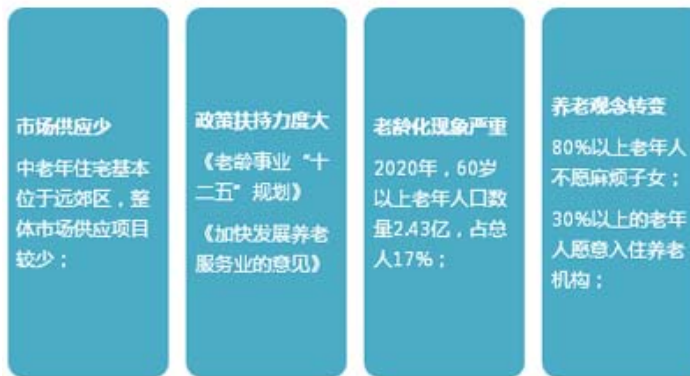 市场供应少
中老年住宅基本
位于远郊区，整
体市场供应项目
较少；
政策扶持力度大
《老龄事业“十
二五”规划》
《加快发展养老
服务业的意见》
老龄化现象严重
2020年，60岁
以上老年人口数
量2.43亿，占总
人17%；
养老观念转变
80%以上老年人
不愿麻烦子女；
30%以上的老年
人愿意入住养老
机构；